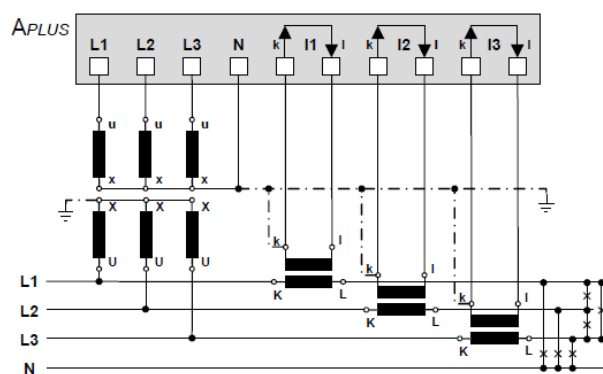 APLUS L1 L2 L3 N k I1 l k I2 l k I3 l
u u u
x x x
X X X
k l
U U U
k l
L1
K L
k l
L2
K L
L3
K L
N